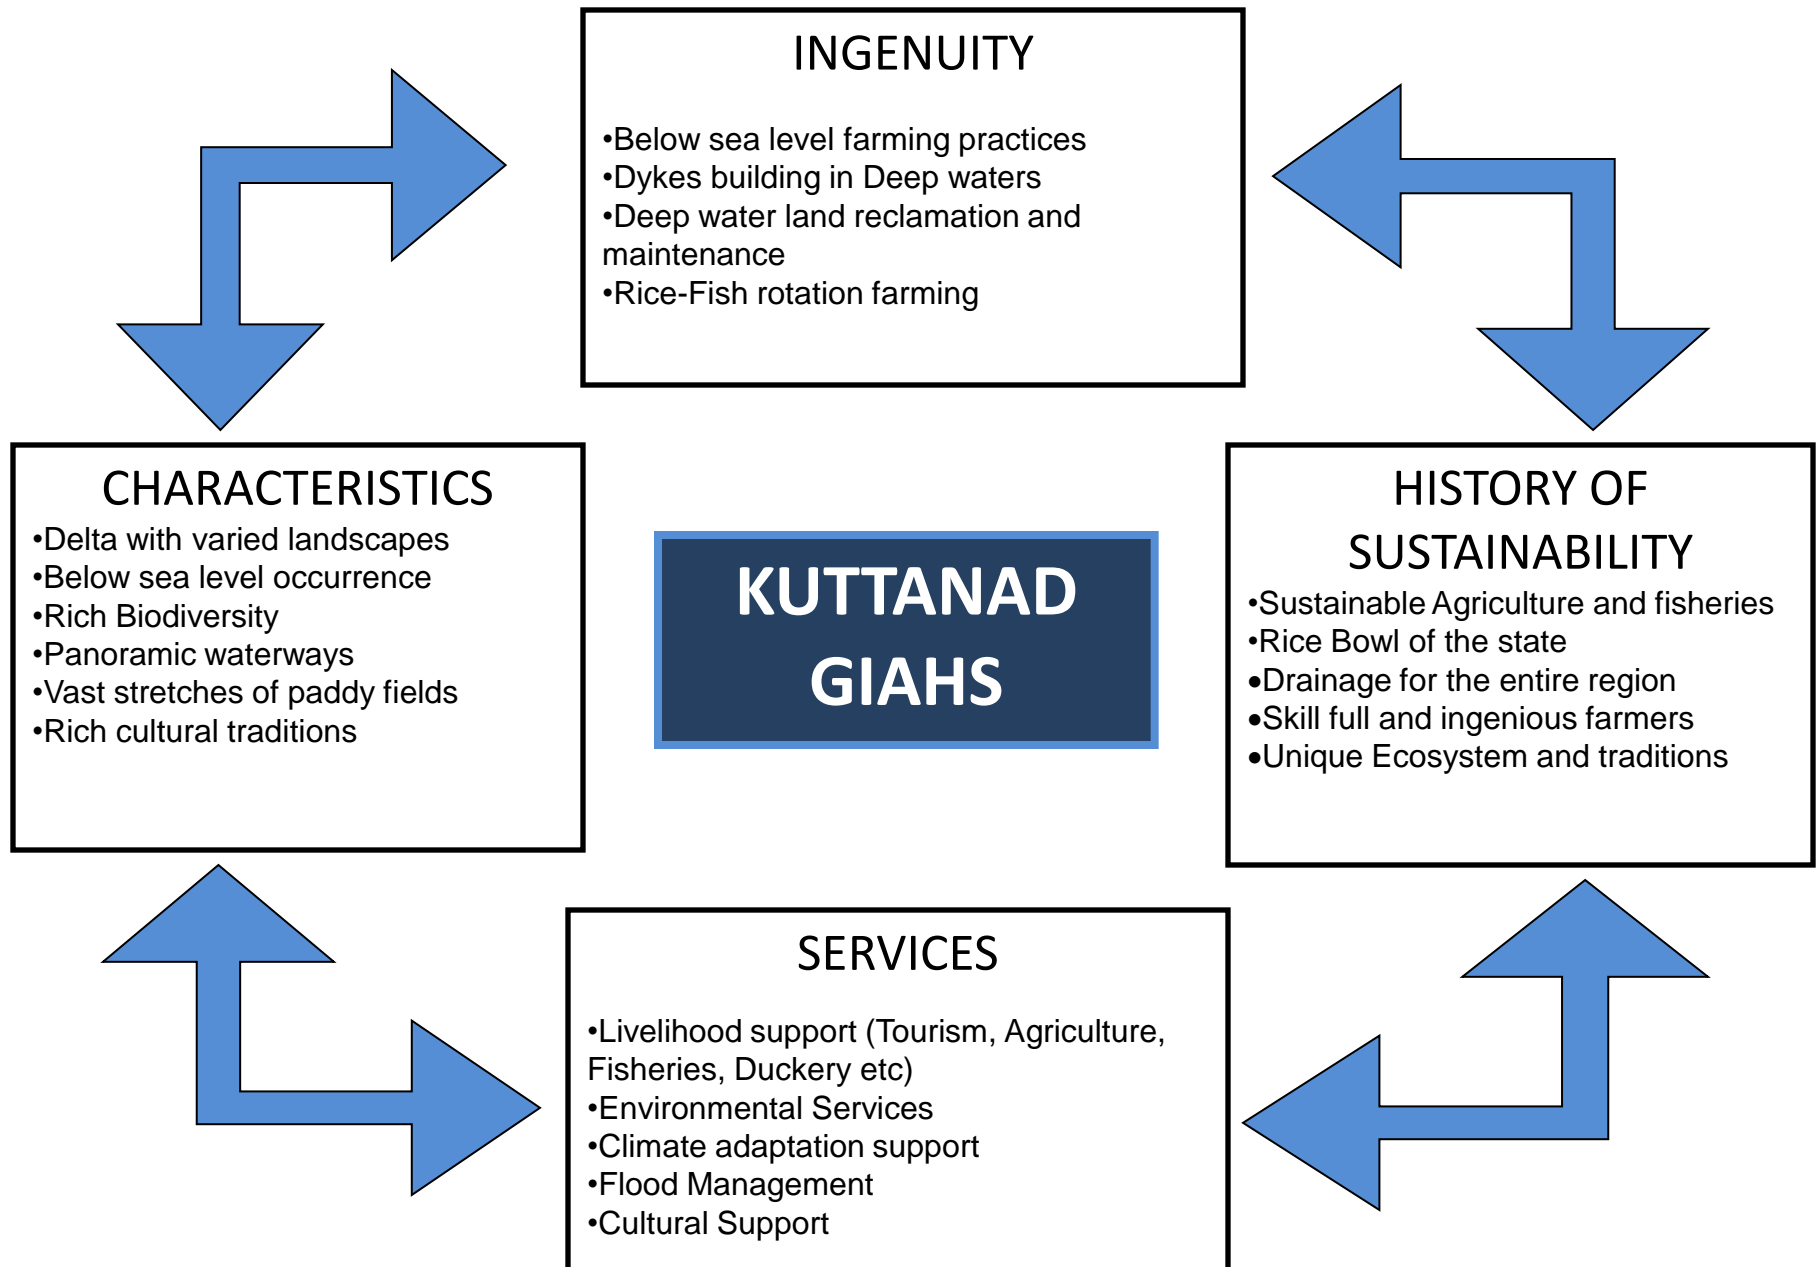 INGENUITY
•Below sea level farming practices
•Dykes building in Deep waters
•Deep water land reclamation and
maintenance
•Rice-Fish rotation farming
CHARACTERISTICS
•Delta with varied landscapes
•Below sea level occurrence
•Rich Biodiversity
•Panoramic waterways
•Vast stretches of paddy fields
•Rich cultural traditions
KUTTANAD
GIAHS
HISTORY OF
SUSTAINABILITY
•Sustainable Agriculture and fisheries
•Rice Bowl of the state
•Drainage for the entire region
•Skill full and ingenious farmers
•Unique Ecosystem and traditions
SERVICES
•Livelihood support (Tourism, Agriculture,
Fisheries, Duckery etc)
•Environmental Services
•Climate adaptation support
•Flood Management
•Cultural Support